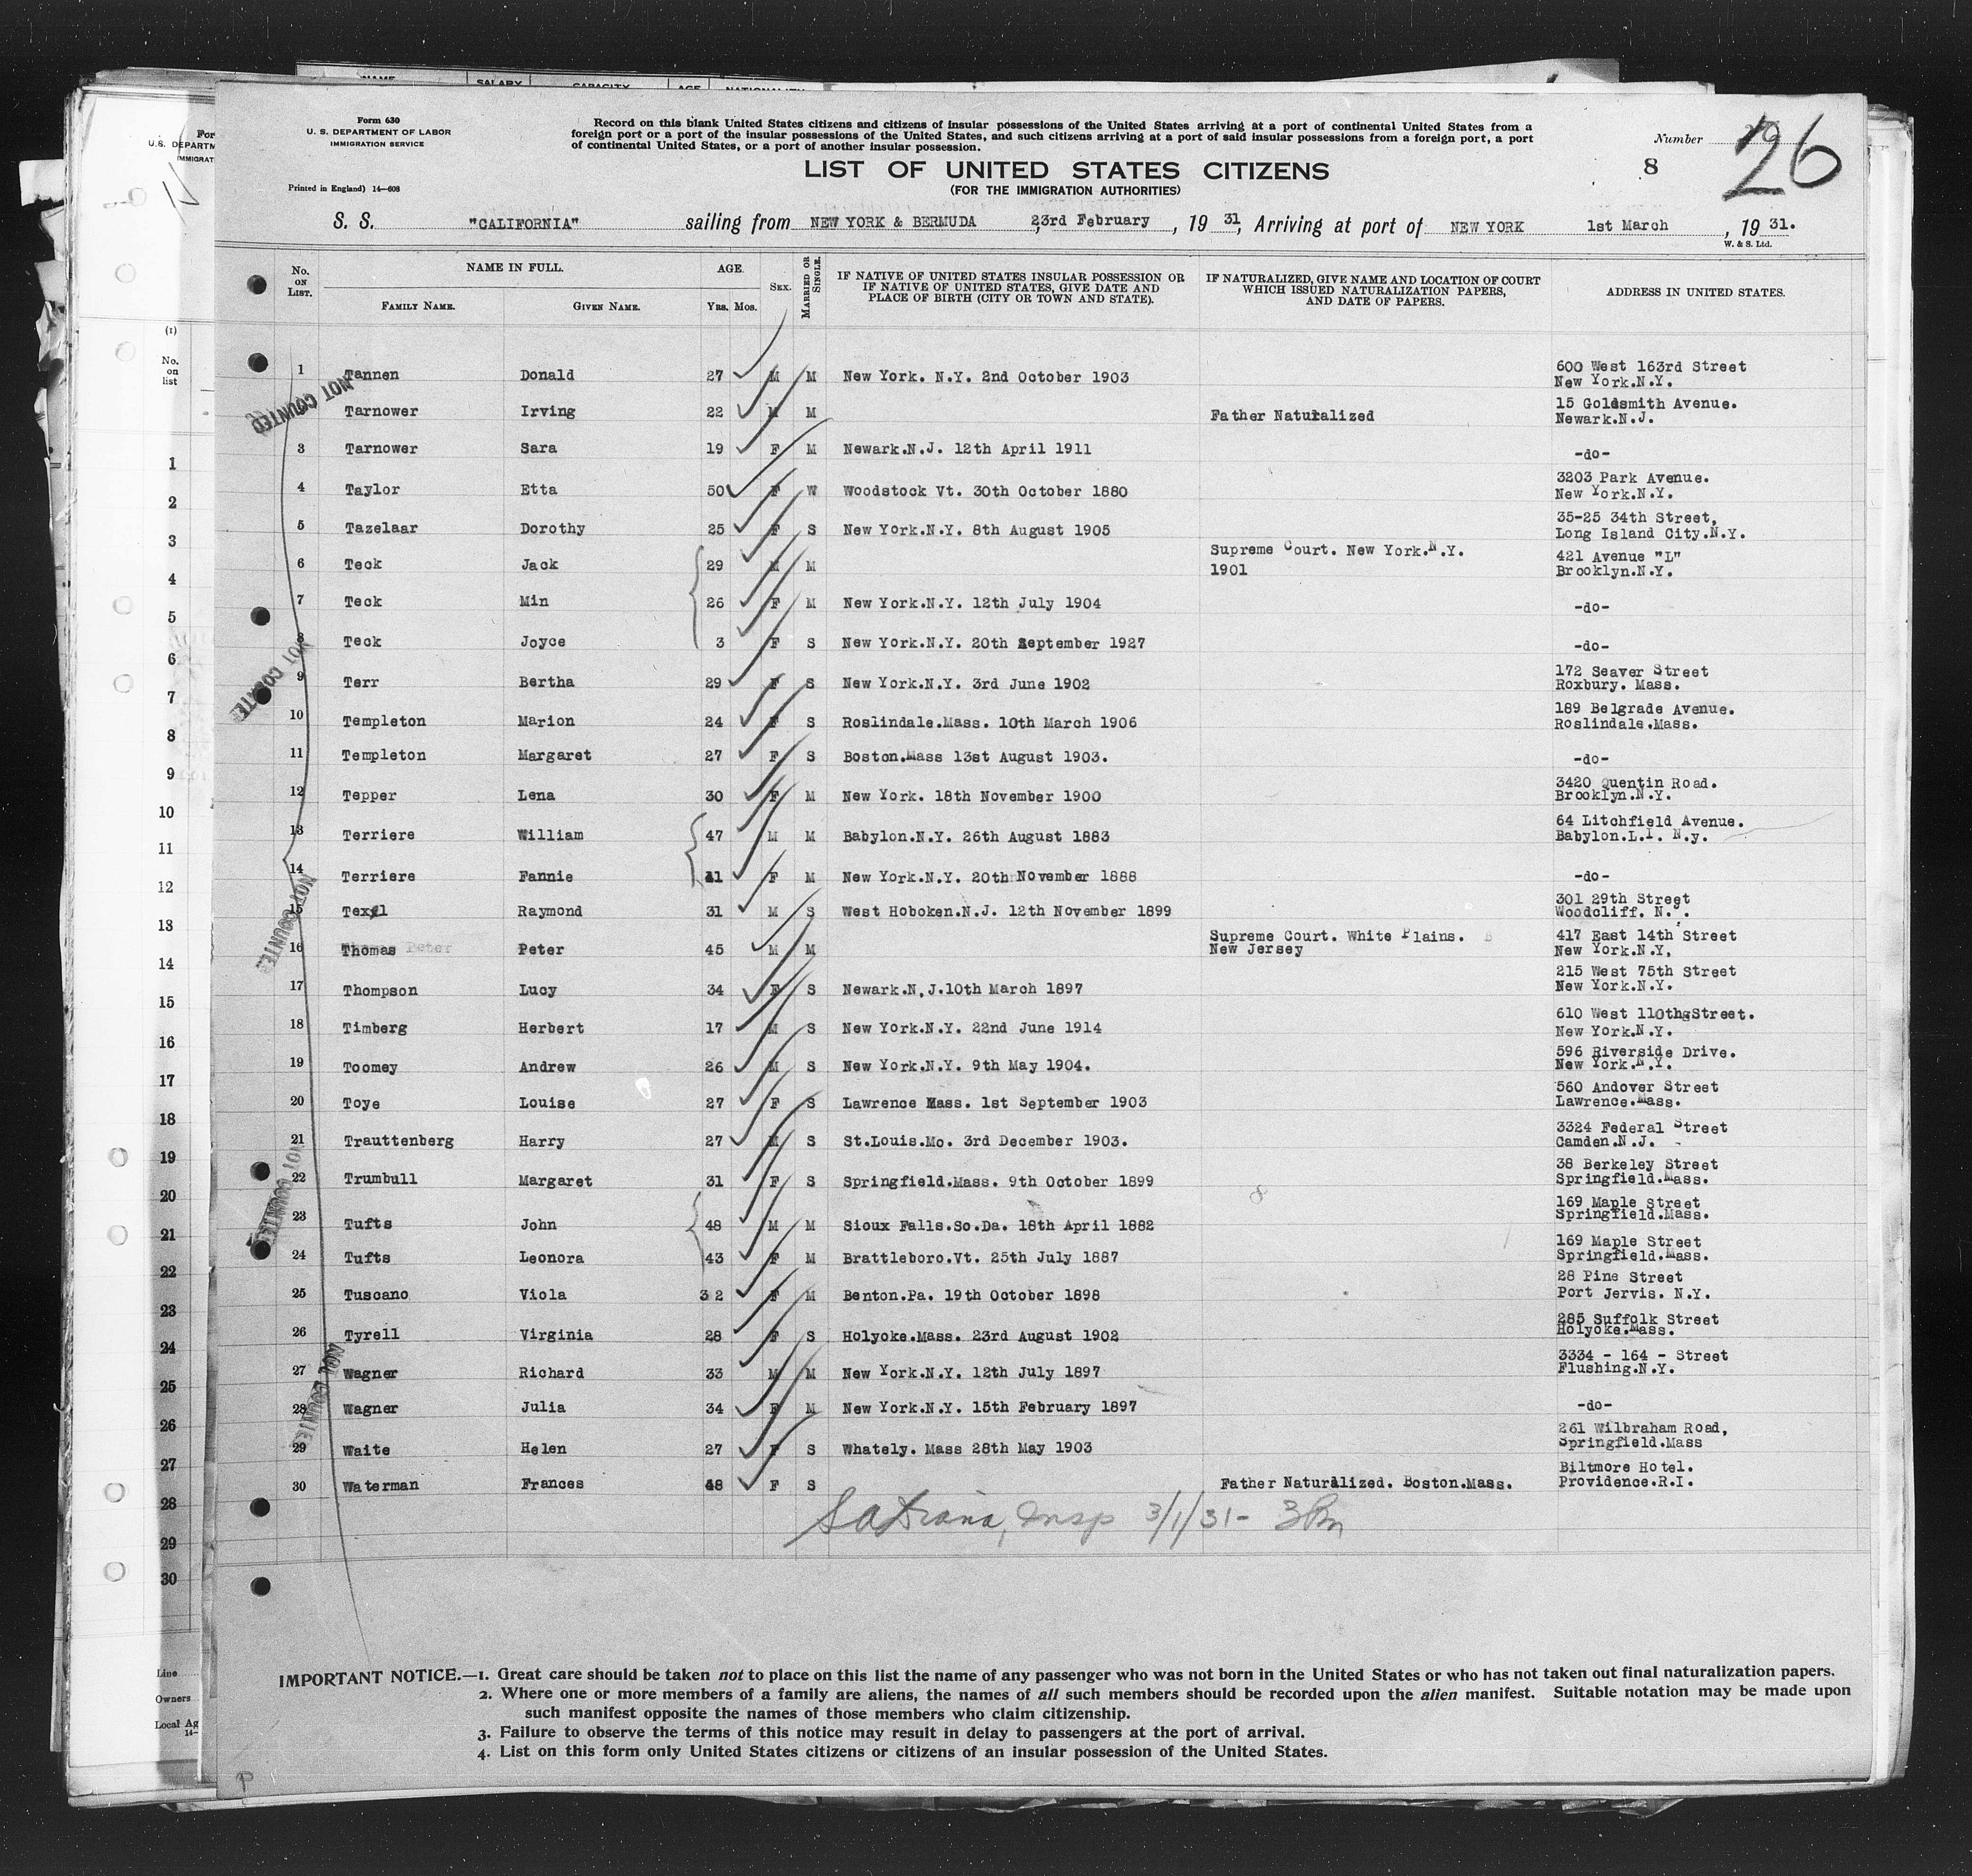 NAME SALARY CAPACITY AGE NATIONALITY
Form 630
U. S. DEPARTMENT OF LABOR
IMMIGRATION SERVICE
Printed in England) 14—608
Record on this blank United States citizens and citizens of insular possessions of the United States arriving at a port of continental United States from a
foreign port or a port of the insular possessions of the United States, and such citizens arriving at a port of said insular possessions from a foreign port, a port
of continental United States, or a port of another insular possession.
Number
26
8
LIST OF UNITED STATES CITIZENS
(FOR THE IMMIGRATION AUTHORITIES)
S. S. "CALIFORNIA" sailing from NEW YORK & BERMUDA 23rd February, 1931, Arriving at port of NEW YORK 1st March, 1931.
W. & S. Ltd.
No. ON LIST. NAME IN FULL. FAMILY NAME. GIVEN NAME. AGE. YRS. MOS. SEX. MARRIED OR SINGLE. IF NATIVE OF UNITED STATES INSULAR POSSESSION OR IF NATIVE OF UNITED STATES, GIVE DATE AND PLACE OF BIRTH (CITY OR TOWN AND STATE). IF NATURALIZED, GIVE NAME AND LOCATION OF COURT WHICH ISSUED NATURALIZATION PAPERS, AND DATE OF PAPERS. ADDRESS IN UNITED STATES.
1 Tannen Donald 27 M M New York. N.Y. 2nd October 1903 600 West 163rd Street New York.N.Y.
Tarnower Irving 22 M M Father Naturalized 15 Goldsmith Avenue. Newark.N.J.
3 Tarnower Sara 19 F M Newark.N.J. 12th April 1911 -do-
4 Taylor Etta 50 F W Woodstock Vt. 30th October 1880 3203 Park Avenue. New York.N.Y.
5 Tazelaar Dorothy 25 F S New York.N.Y. 8th August 1905 35-25 34th Street, Long Island City.N.Y.
6 Teck Jack 29 M M Supreme Court. New York.N.Y. 1901 421 Avenue "L" Brooklyn.N.Y.
7 Teck Min 26 F M New York.N.Y. 12th July 1904 -do-
8 Teck Joyce 3 F S New York.N.Y. 20th September 1927 -do-
9 Terr Bertha 29 F S New York.N.Y. 3rd June 1902 172 Seaver Street Roxbury. Mass.
10 Templeton Marion 24 F S Roslindale.Mass. 10th March 1906 189 Belgrade Avenue. Roslindale.Mass.
11 Templeton Margaret 27 F S Boston.Mass 13st August 1903. -do-
12 Tepper Lena 30 F M New York. 18th November 1900 3420 Quentin Road. Brooklyn.N.Y.
13 Terriere William 47 M M Babylon.N.Y. 26th August 1883 64 Litchfield Avenue. Babylon.L.I. N.y.
14 Terriere Fannie 41 F M New York.N.Y. 20th November 1888 -do-
15 Raymond 31 M S West Hoboken.N.J. 12th November 1899 301 29th Street Woodcliff. N.
16 Thomas Peter Peter 45 M M Supreme Court. White Plains. New Jersey 417 East 14th Street New York.N.Y,
17 Thompson Lucy 34 F S Newark.N,J.10th March 1897 215 West 75th Street New York.N.Y.
18 Timberg Herbert 17 M S New York.N.Y. 22nd June 1914 610 West 110th Street. New York.N.Y.
19 Toomey Andrew 26 M S New York.N.Y. 9th May 1904. 596 Riverside Drive. New York.N.Y.
20 Toye Louise 27 F S Lawrence Mass. 1st September 1903 560 Andover Street Lawrence.Mass.
21 Trauttenberg Harry 27 M S St.Louis.Mo. 3rd December 1903. 3324 Federal Street Camden.N.J.
22 Trumbull Margaret 31 F S Springfield.Mass. 9th October 1899 38 Berkeley Street Springfield.Mass.
23 Tufts John 48 M M Sioux Falls.So.Da. 18th April 1882 169 Maple Street Springfield.Mass.
24 Tufts Leonora 43 F M Brattleboro.Vt. 25th July 1887 169 Maple Street Springfield.Mass.
25 Tuscano Viola 32 F M Benton.Pa. 19th October 1898 28 Pine Street Port Jervis. N.Y.
26 Tyrell Virginia 28 F S Holyoke.Mass. 23rd August 1902 285 Suffolk Street Holyoke.Mass.
27 Wagner Richard 33 M M New York.N.Y. 12th July 1897 3334 - 164 - Street Flushing.N.Y.
28 Wagner Julia 34 F M New York.N.Y. 15th February 1897 -do-
29 Waite Helen 27 F S Whately. Mass 28th May 1903 261 Wilbraham Road, Springfield.Mass
30 Waterman Frances 48 F S Father Naturalized. Boston.Mass. Biltmore Hotel. Providence.R.I.
Insp 3/1/31- 3Pm
NOT COUNTED
IMPORTANT NOTICE.—1. Great care should be taken not to place on this list the name of any passenger who was not born in the United States or who has not taken out final naturalization papers.
2. Where one or more members of a family are aliens, the names of all such members should be recorded upon the alien manifest. Suitable notation may be made upon
such manifest opposite the names of those members who claim citizenship.
3. Failure to observe the terms of this notice may result in delay to passengers at the port of arrival.
4. List on this form only United States citizens or citizens of an insular possession of the United States.